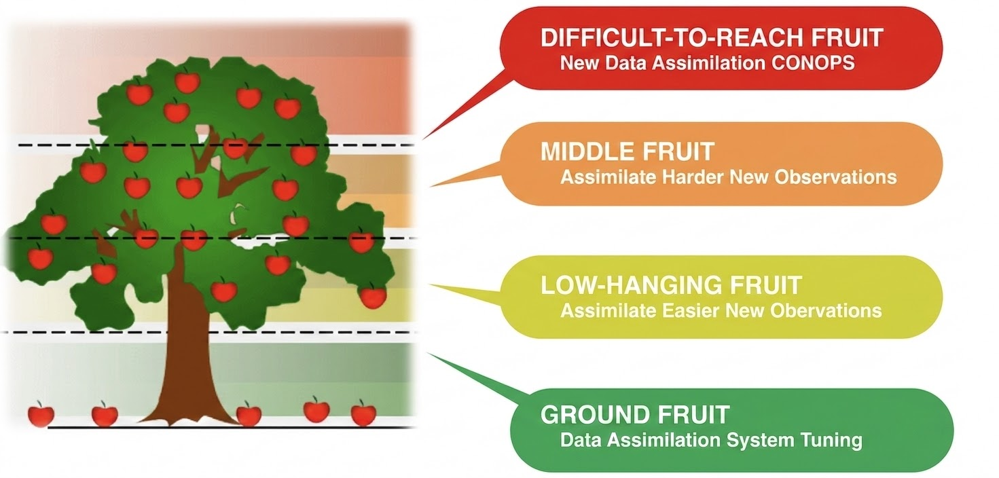 DIFFICULT-TO-REACH FRUIT
New Data Assimilation CONOPS
MIDDLE FRUIT
Assimilate Harder New Observations
LOW-HANGING FRUIT
Assimilate Easier New Obervations
GROUND FRUIT
Data Assimilation System Tuning